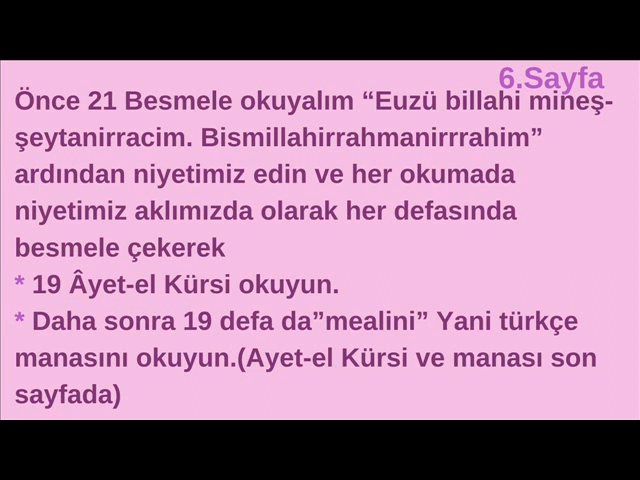 6.Sayfa
Önce 21 Besmele okuyalım “Euzü billahi mineş-
şeytanirracim. Bismillahirrahmanirrrahim”
ardından niyetimiz edin ve her okumada
niyetimiz aklımızda olarak her defasında
besmele çekerek
* 19 Âyet-el Kürsi okuyun.
* Daha sonra 19 defa da”mealini” Yani türkçe
manasını okuyun.(Ayet-el Kürsi ve manası son
sayfada)